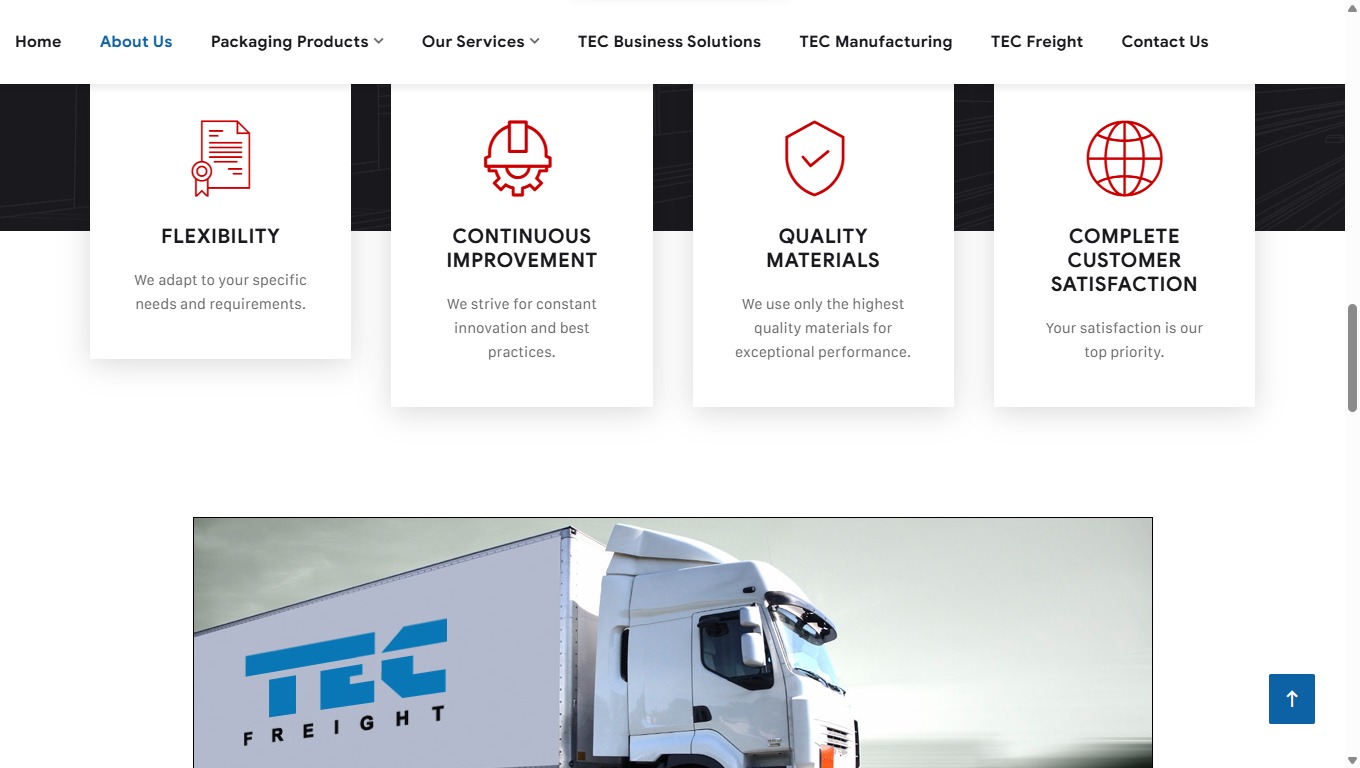 Home
About Us
Packaging Products
Our Services
TEC Business Solutions
TEC Manufacturing
TEC Freight
Contact Us
FLEXIBILITY
We adapt to your specific
needs and requirements.
CONTINUOUS
IMPROVEMENT
We strive for constant
innovation and best
practices.
QUALITY
MATERIALS
We use only the highest
quality materials for
exceptional performance.
COMPLETE
CUSTOMER
SATISFACTION
Your satisfaction is our
top priority.
TEC
FREIGHT